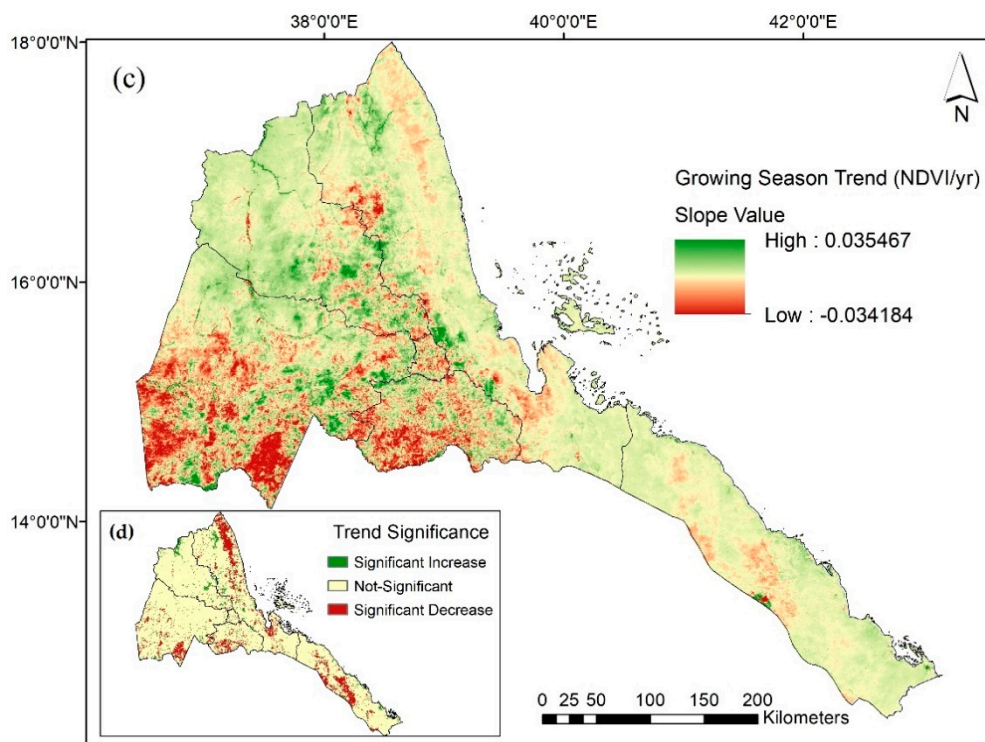 38°0'0"E 40°0'0"E 42°0'0"E
18°0'0"N
(c)
N
Growing Season Trend (NDVI/yr)
Slope Value
High : 0.035467
Low : -0.034184
16°0'0"N
14°0'0"N
(d)
Trend Significance
Significant Increase
Not-Significant
Significant Decrease
0 25 50 100 150 200
Kilometers